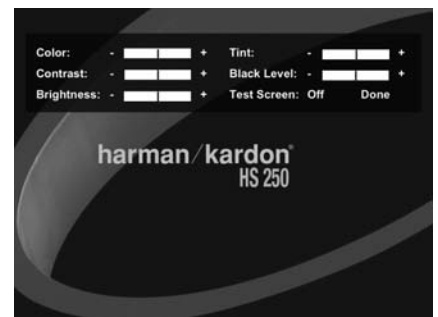 Color: - + Tint: - +
Contrast: - + Black Level: - +
Brightness: - + Test Screen: Off Done
harman/kardon®
HS 250